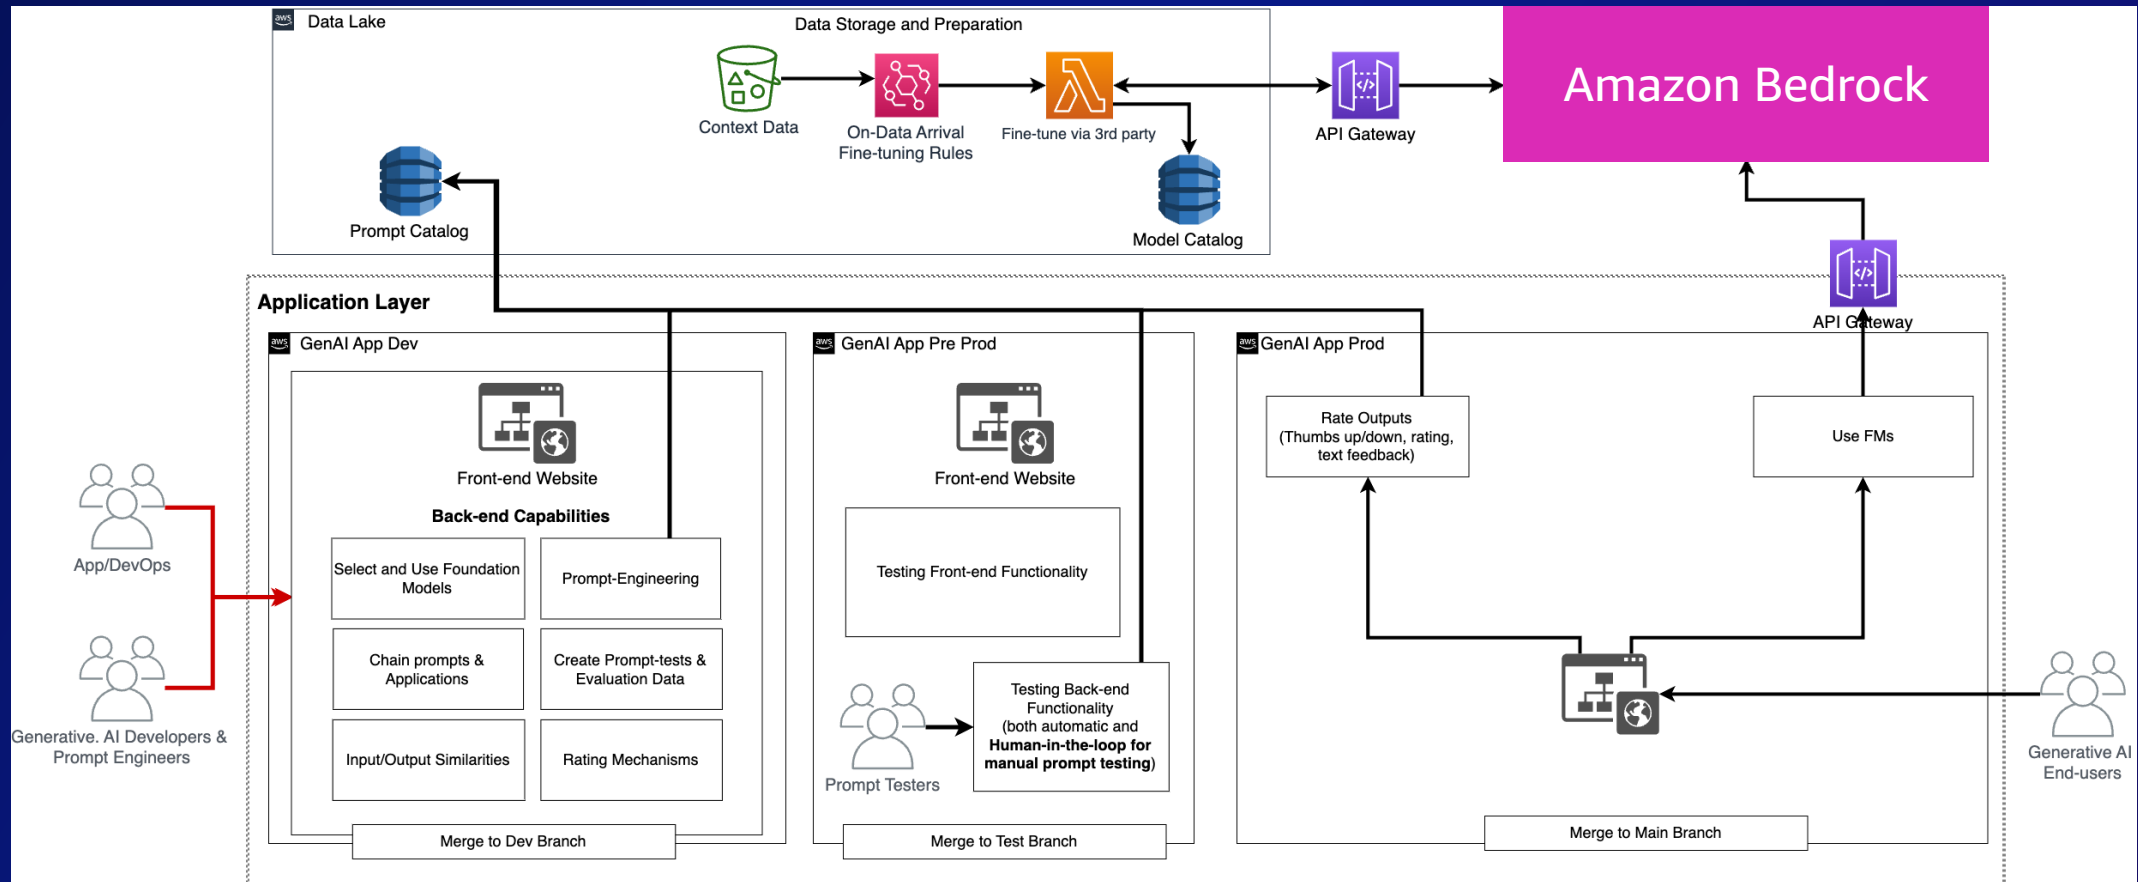 aws
Data Lake
Data Storage and Preparation
Context Data
On-Data Arrival
Fine-tuning Rules
Fine-tune via 3rd party
API Gateway
Amazon Bedrock
Prompt Catalog
Model Catalog
API Gateway
Application Layer
aws
GenAI App Dev
Front-end Website
Back-end Capabilities
Select and Use Foundation
Models
Prompt-Engineering
Chain prompts &
Applications
Create Prompt-tests &
Evaluation Data
Input/Output Similarities
Rating Mechanisms
Merge to Dev Branch
App/DevOps
Generative. AI Developers &
Prompt Engineers
aws
GenAI App Pre Prod
Front-end Website
Testing Front-end Functionality
Prompt Testers
Testing Back-end
Functionality
(both automatic and
Human-in-the-loop for
manual prompt testing)
Merge to Test Branch
aws
GenAI App Prod
Rate Outputs
(Thumbs up/down, rating,
text feedback)
Use FMs
Merge to Main Branch
Generative AI
End-users